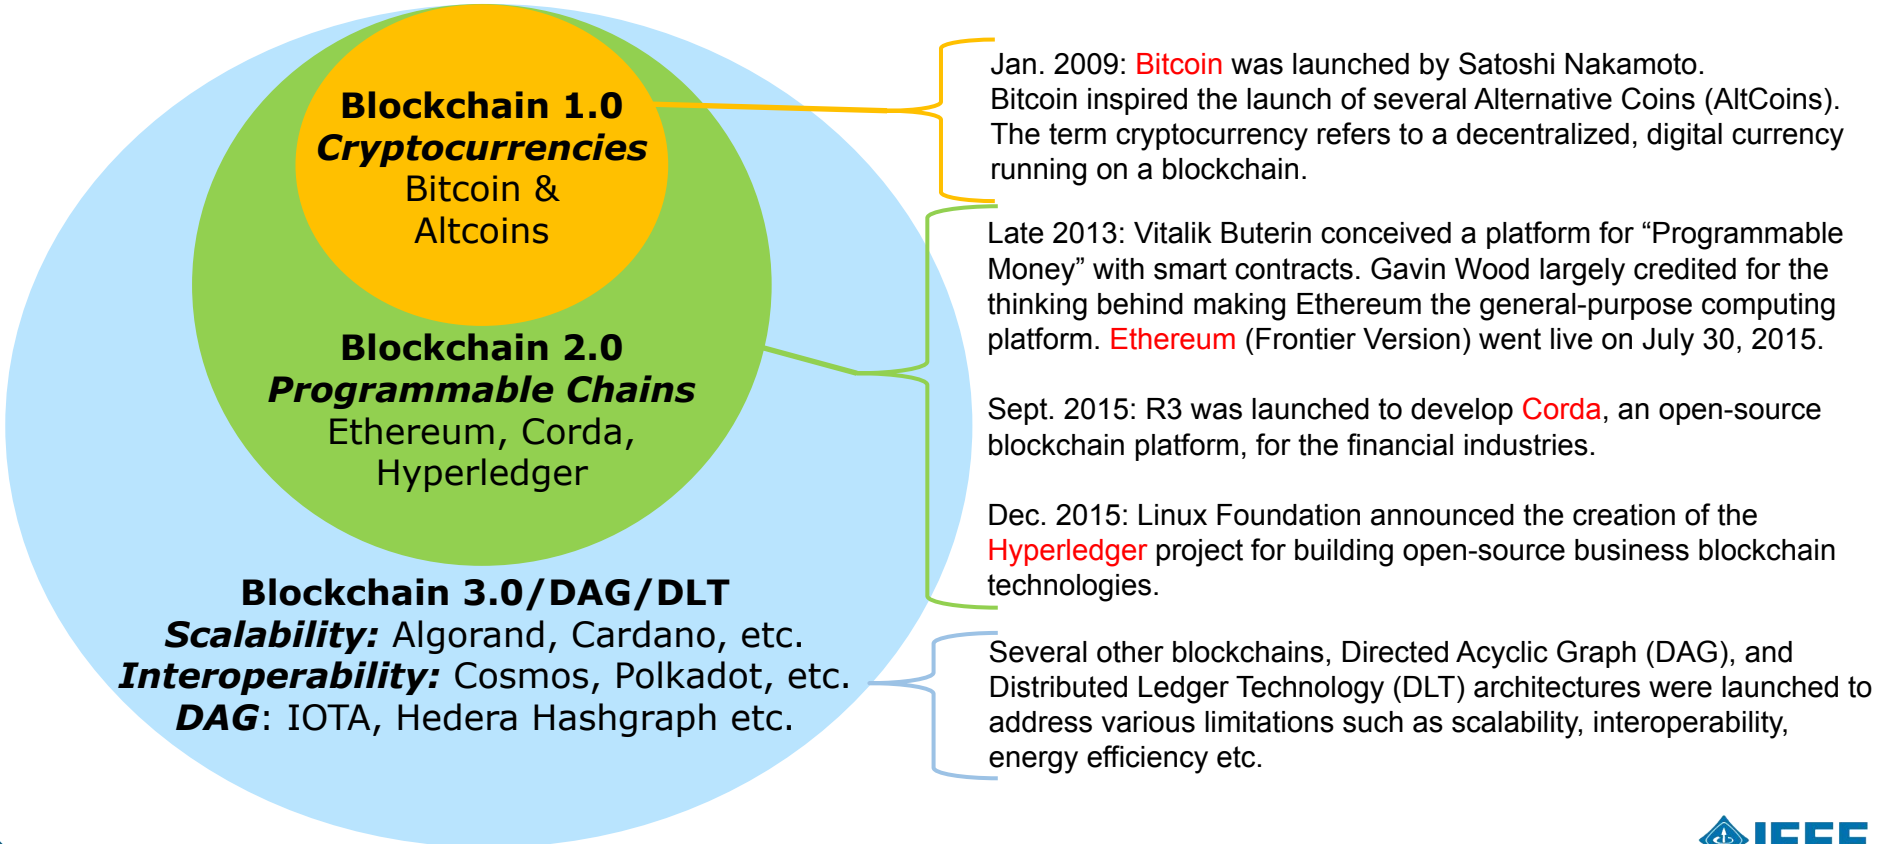 Blockchain 1.0
Cryptocurrencies
Bitcoin &
Altcoins
Blockchain 2.0
Programmable Chains
Ethereum, Corda,
Hyperledger
Blockchain 3.0/DAG/DLT
Scalability: Algorand, Cardano, etc.
Interoperability: Cosmos, Polkadot, etc.
DAG: IOTA, Hedera Hashgraph etc.
Jan. 2009: Bitcoin was launched by Satoshi Nakamoto.
Bitcoin inspired the launch of several Alternative Coins (AltCoins).
The term cryptocurrency refers to a decentralized, digital currency
running on a blockchain.
Late 2013: Vitalik Buterin conceived a platform for “Programmable
Money” with smart contracts. Gavin Wood largely credited for the
thinking behind making Ethereum the general-purpose computing
platform. Ethereum (Frontier Version) went live on July 30, 2015.
Sept. 2015: R3 was launched to develop Corda, an open-source
blockchain platform, for the financial industries.
Dec. 2015: Linux Foundation announced the creation of the
Hyperledger project for building open-source business blockchain
technologies.
Several other blockchains, Directed Acyclic Graph (DAG), and
Distributed Ledger Technology (DLT) architectures were launched to
address various limitations such as scalability, interoperability,
energy efficiency etc.
IEEE